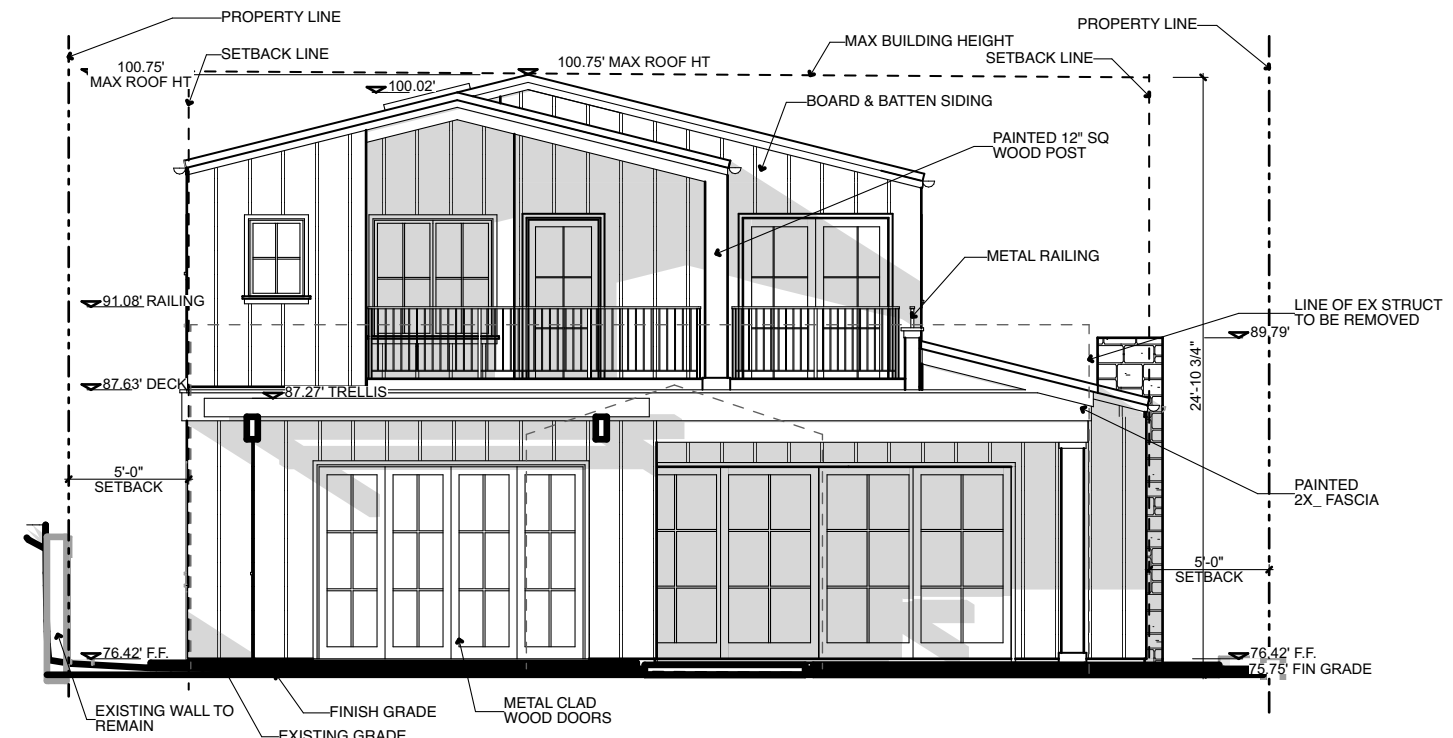 PROPERTY LINE
PROPERTY LINE
SETBACK LINE
MAX BUILDING HEIGHT
SETBACK LINE
100.75'
MAX ROOF HT
100.75' MAX ROOF HT
100.02'
BOARD & BATTEN SIDING
PAINTED 12" SQ
WOOD POST
METAL RAILING
91.08' RAILING
LINE OF EX STRUCT
TO BE REMOVED
89.79'
24'-10 3/4"
87.63' DECK
87.27' TRELLIS
5'-0"
SETBACK
PAINTED
2X_ FASCIA
5'-0"
SETBACK
76.42' F.F.
76.42' F.F.
75.75' FIN GRADE
EXISTING WALL TO
REMAIN
FINISH GRADE
METAL CLAD
WOOD DOORS
EXISTING GRADE